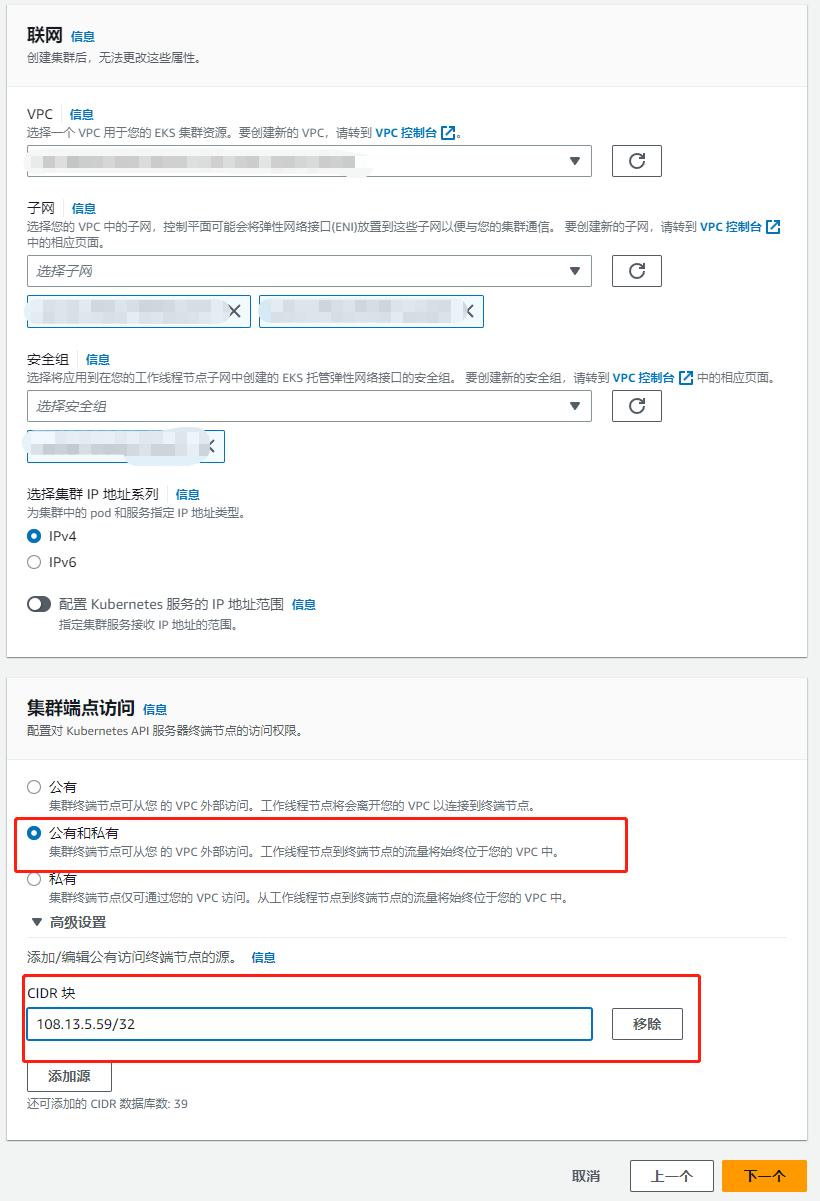 联网 信息
创建集群后，无法更改这些属性。
VPC 信息
选择一个 VPC 用于您的 EKS 集群资源。要创建新的 VPC，请转到 VPC 控制台。
子网 信息
选择您的 VPC 中的子网，控制平面可能会将弹性网络接口(ENI)放置到这些子网以便与您的集群通信。 要创建新的子网，请转到 VPC 控制台
中的相应页面。
选择子网
安全组 信息
选择将应用到在您的工作线程节点子网中创建的 EKS 托管弹性网络接口的安全组。 要创建新的安全组，请转到 VPC 控制台 中的相应页面。
选择安全组
选择集群 IP 地址系列 信息
为集群中的 pod 和服务指定 IP 地址类型。
IPv4
IPv6
配置 Kubernetes 服务的 IP 地址范围 信息
指定集群服务接收 IP 地址的范围。
集群端点访问 信息
配置对 Kubernetes API 服务器终端节点的访问权限。
公有
集群终端节点可从您 的 VPC 外部访问。工作线程节点将会离开您的 VPC 以连接到终端节点。
公有和私有
集群终端节点可从您 的 VPC 外部访问。工作线程节点到终端节点的流量将始终位于您的 VPC 中。
私有
集群终端节点仅可通过您的 VPC 访问。从工作线程节点到终端节点的流量将始终位于您的 VPC 中。
高级设置
添加/编辑公有访问终端节点的源。 信息
CIDR 块
108.13.5.59/32 移除
添加源
还可添加的 CIDR 数据库数: 39
取消 上一个 下一个